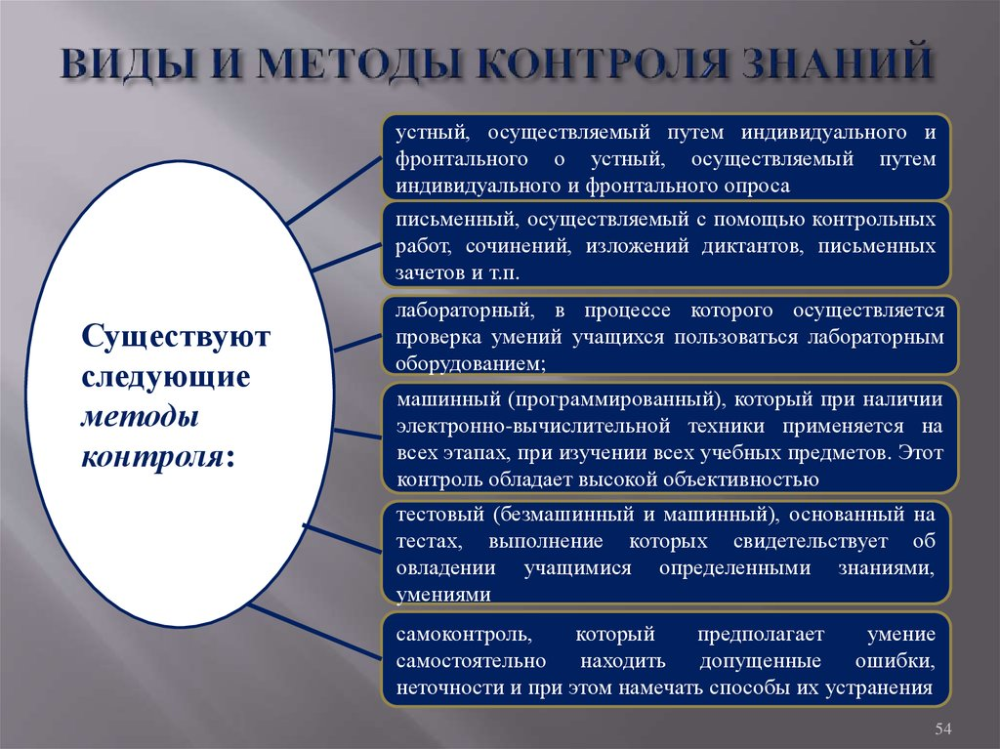 ВИДЫ И МЕТОДЫ КОНТРОЛЯ ЗНАНИЙ
Существуют
следующие
методы
контроля:
устный, осуществляемый путем индивидуального и
фронтального о устный, осуществляемый путем
индивидуального и фронтального опроса
письменный, осуществляемый с помощью контрольных
работ, сочинений, изложений диктантов, письменных
зачетов и т.п.
лабораторный, в процессе которого осуществляется
проверка умений учащихся пользоваться лабораторным
оборудованием;
машинный (программированный), который при наличии
электронно-вычислительной техники применяется на
всех этапах, при изучении всех учебных предметов. Этот
контроль обладает высокой объективностью
тестовый (безмашинный и машинный), основанный на
тестах, выполнение которых свидетельствует об
овладении учащимися определенными знаниями,
умениями
самоконтроль, который предполагает умение
самостоятельно находить допущенные ошибки,
неточности и при этом намечать способы их устранения
54